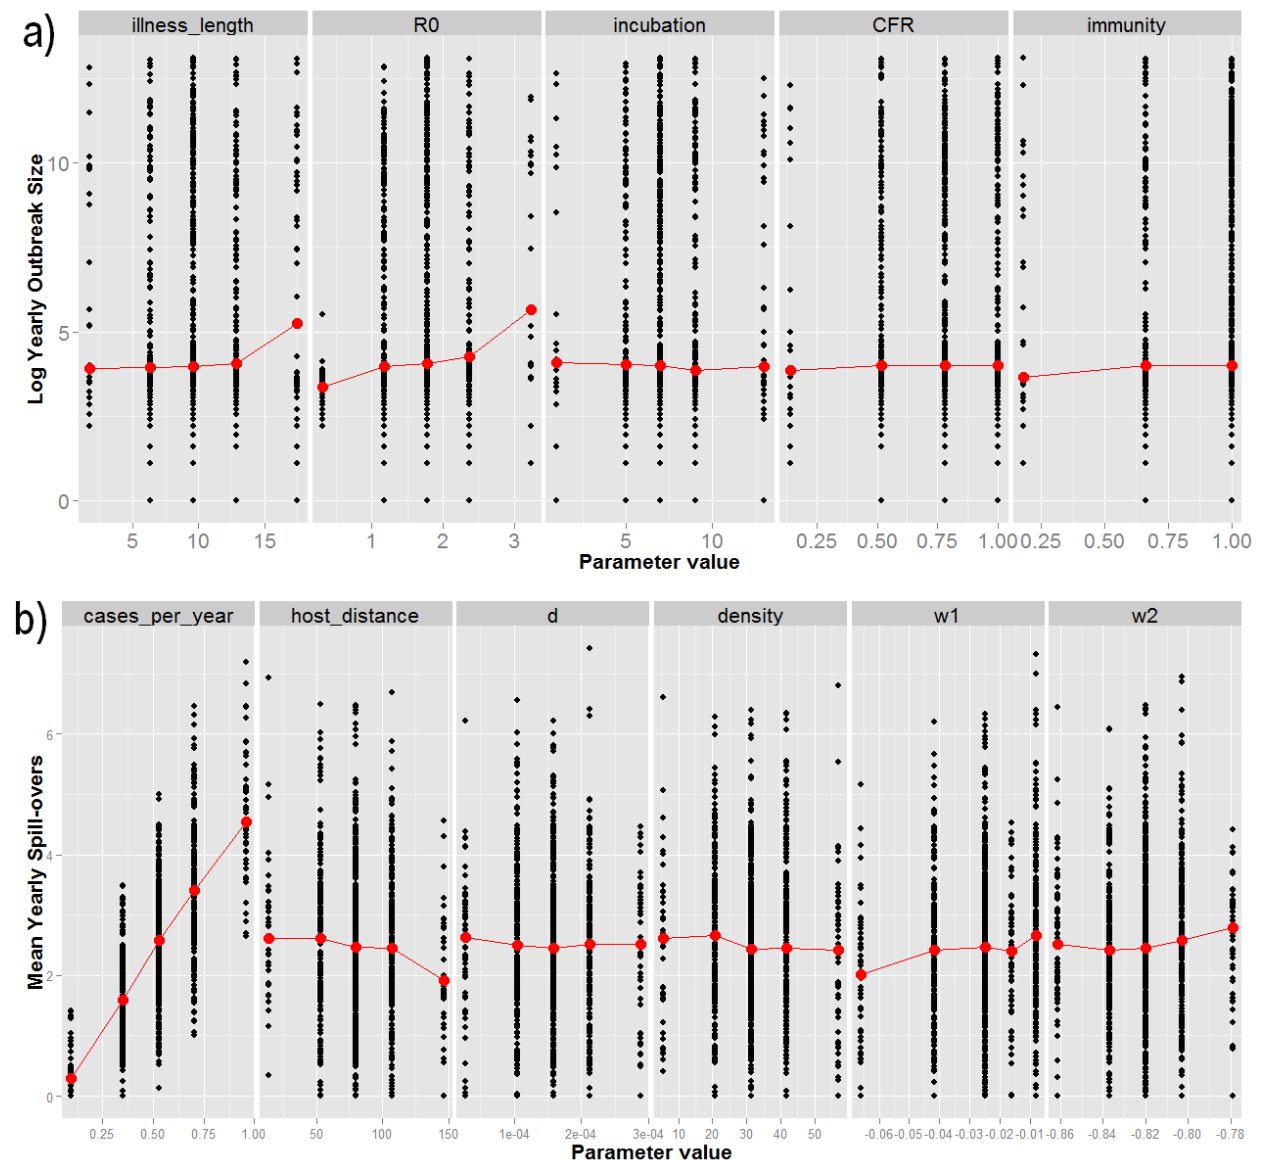 a)
illness_length R0 incubation CFR immunity
Log Yearly Outbreak Size
10
5
0
5 10 15 1 2 3 5 10 0.25 0.50 0.75 1.00 0.25 0.50 0.75 1.00
Parameter value
b)
cases_per_year host_distance d density w1 w2
Mean Yearly Spill-overs
6
4
2
0
0.25 0.50 0.75 1.00 50 100 150 1e-04 2e-04 3e-04 10 20 30 40 50 -0.06 -0.05 -0.04 -0.03 -0.02 -0.01 -0.86 -0.84 -0.82 -0.80 -0.78
Parameter value